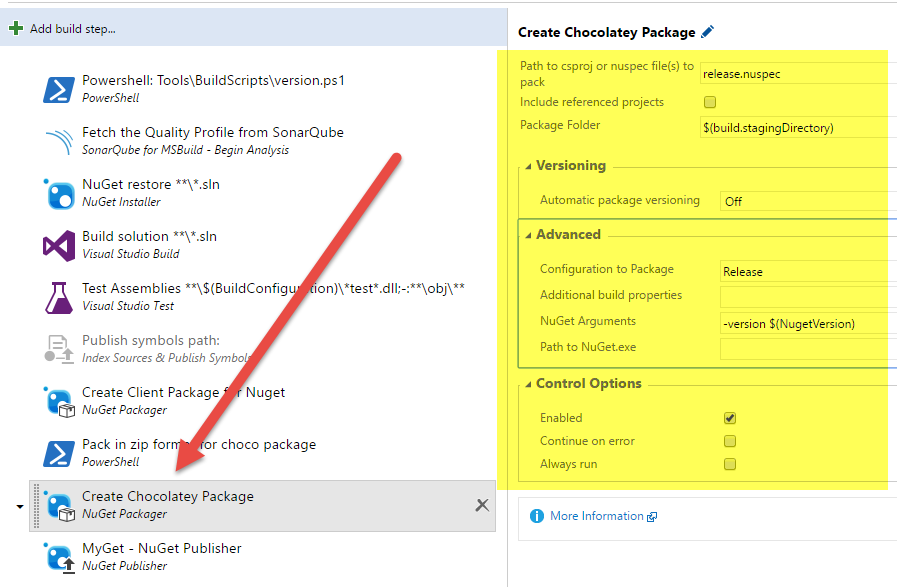 Add build step...
Powershell: Tools\BuildScripts\version.ps1
PowerShell
Fetch the Quality Profile from SonarQube
SonarQube for MSBuild - Begin Analysis
NuGet restore **\*.sln
NuGet Installer
Build solution **\*.sln
Visual Studio Build
Test Assemblies **\$(BuildConfiguration)\*test*.dll;-:**\obj\**
Visual Studio Test
Publish symbols path:
Index Sources & Publish Symbols
Create Client Package for Nuget
NuGet Packager
Pack in zip format for choco package
PowerShell
Create Chocolatey Package
NuGet Packager
MyGet - NuGet Publisher
NuGet Publisher
Create Chocolatey Package
Path to csproj or nuspec file(s) to
pack
release.nuspec
Include referenced projects
Package Folder
$(build.stagingDirectory)
Versioning
Automatic package versioning
Off
Advanced
Configuration to Package
Release
Additional build properties
NuGet Arguments
-version $(NugetVersion)
Path to NuGet.exe
Control Options
Enabled
Continue on error
Always run
More Information